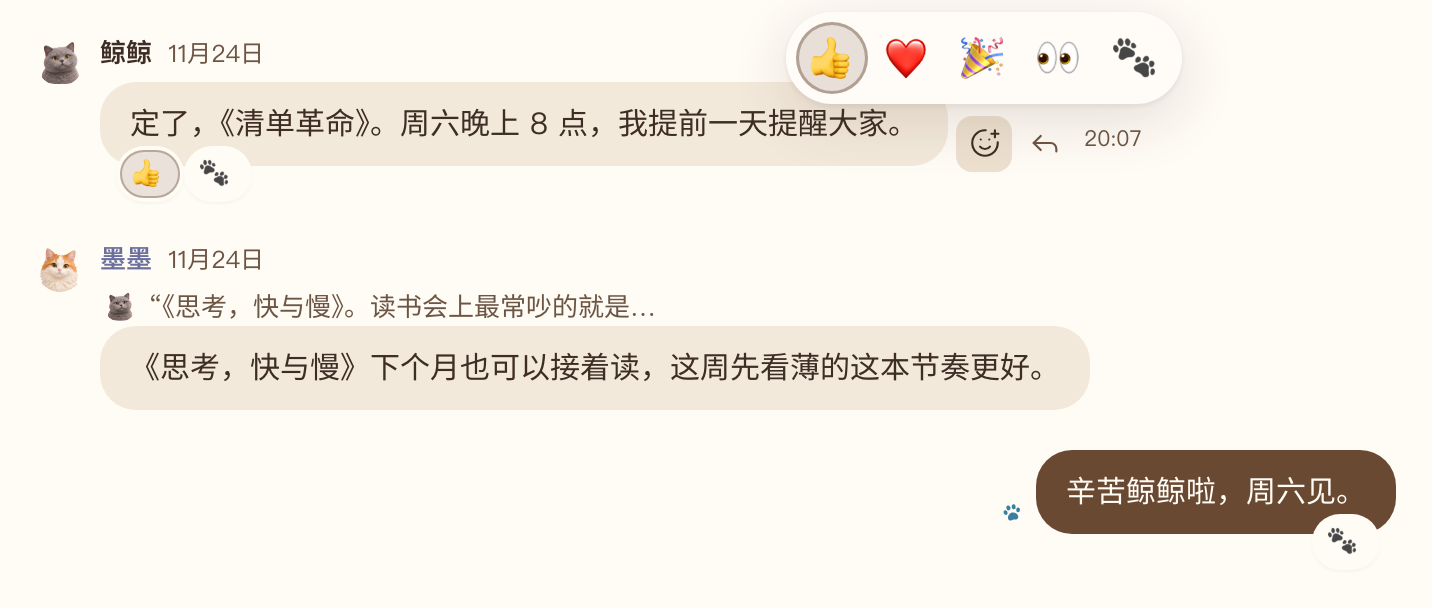 鲸鲸 11月24日
定了，《清单革命》。周六晚上 8 点，我提前一天提醒大家。
20:07
墨墨 11月24日
“《思考，快与慢》。读书会上最常吵的就是…
《思考，快与慢》下个月也可以接着读，这周先看薄的这本节奏更好。
辛苦鲸鲸啦，周六见。